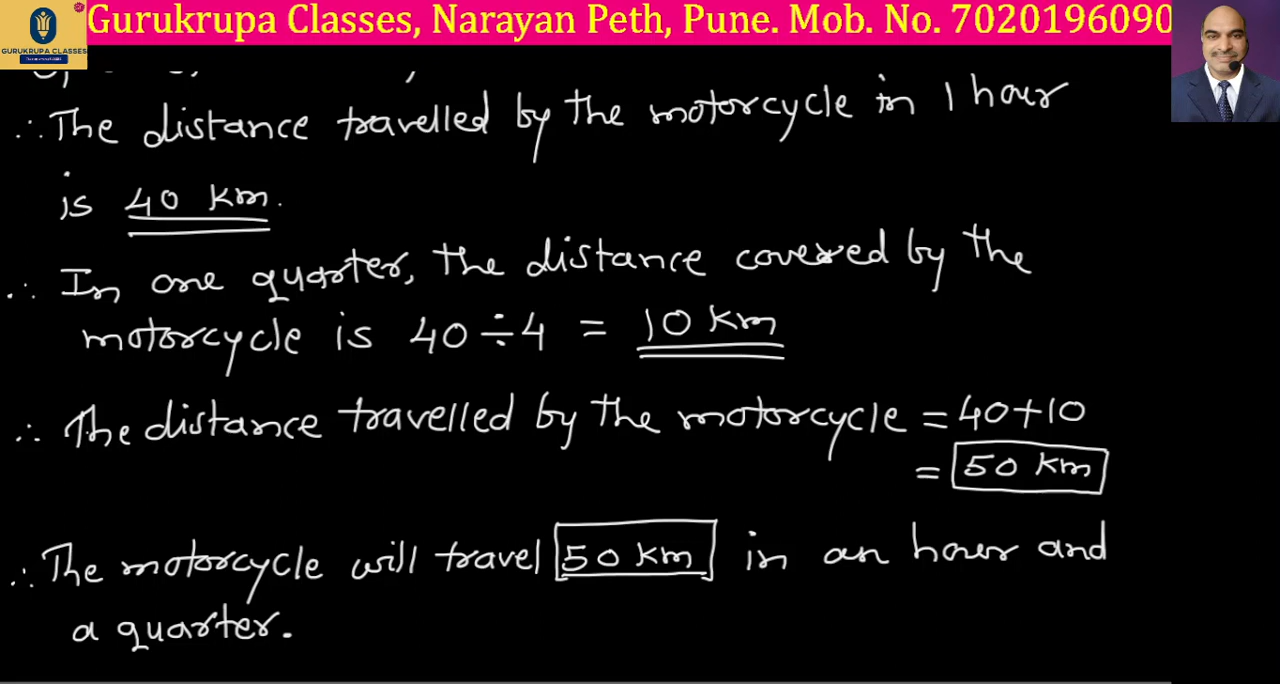 Gurukrupa Classes, Narayan Peth, Pune. Mob. No. 7020196090
GURUKRUPA CLASSES
∴ The distance travelled by the motorcycle in 1 hour
is 40 km.
∴ In one quarter, the distance covered by the
motorcycle is 40 ÷ 4 = 10 km
∴ The distance travelled by the motorcycle = 40+10
= 50 km
∴ The motorcycle will travel 50 km in an hour and
a quarter.